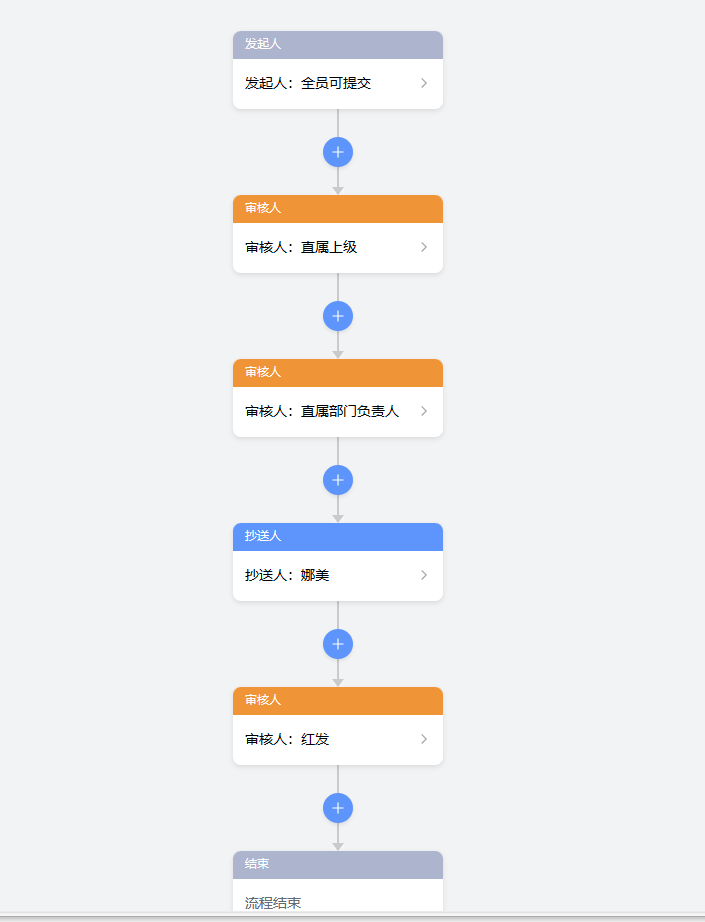 发起人
发起人：全员可提交
审核人
审核人：直属上级
审核人
审核人：直属部门负责人
抄送人
抄送人：娜美
审核人
审核人：红发
结束
流程结束